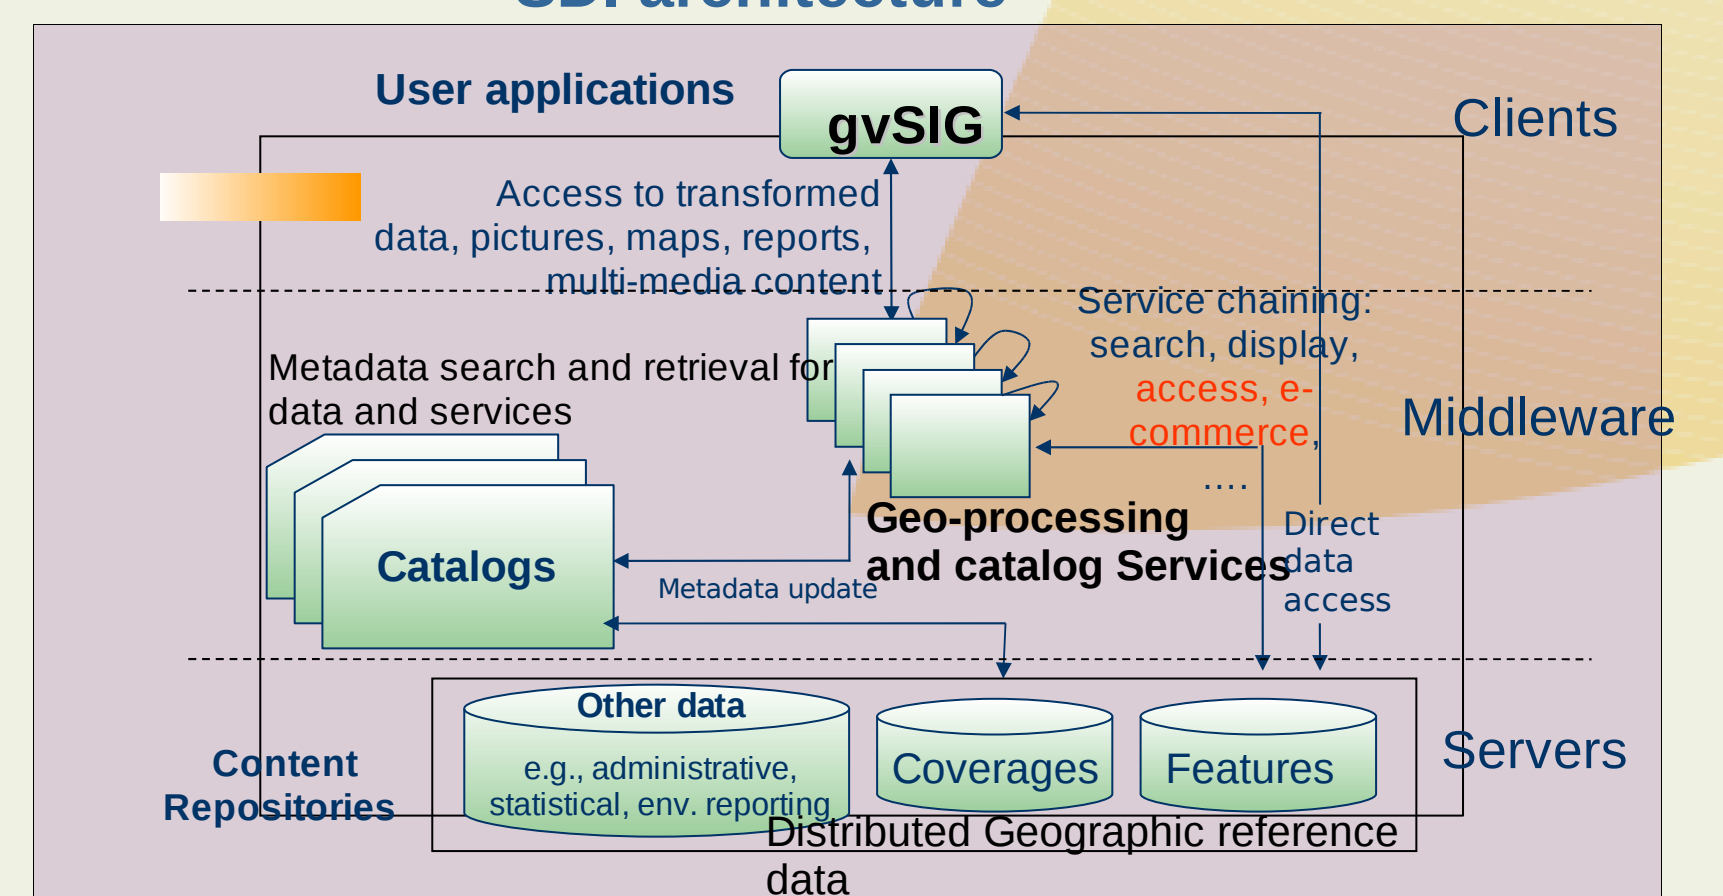 SDI architecture
User applications
gvSIG
Clients
Access to transformed
data, pictures, maps, reports,
multi-media content
Service chaining:
search, display,
access, e-
commerce,
....
Metadata search and retrieval for
data and services
Middleware
Catalogs
Geo-processing
and catalog Services
Direct
data
access
Metadata update
Other data
e.g., administrative,
statistical, env. reporting
Coverages
Features
Servers
Content
Repositories
Distributed Geographic reference
data